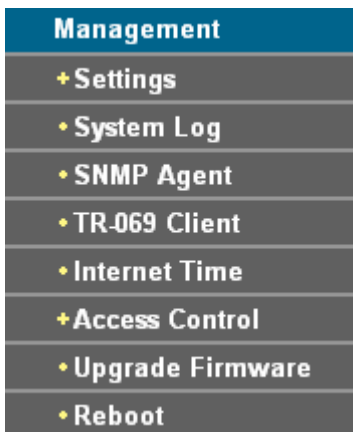 Management
+Settings
•System Log
•SNMP Agent
•TR-069 Client
•Internet Time
+Access Control
•Upgrade Firmware
•Reboot